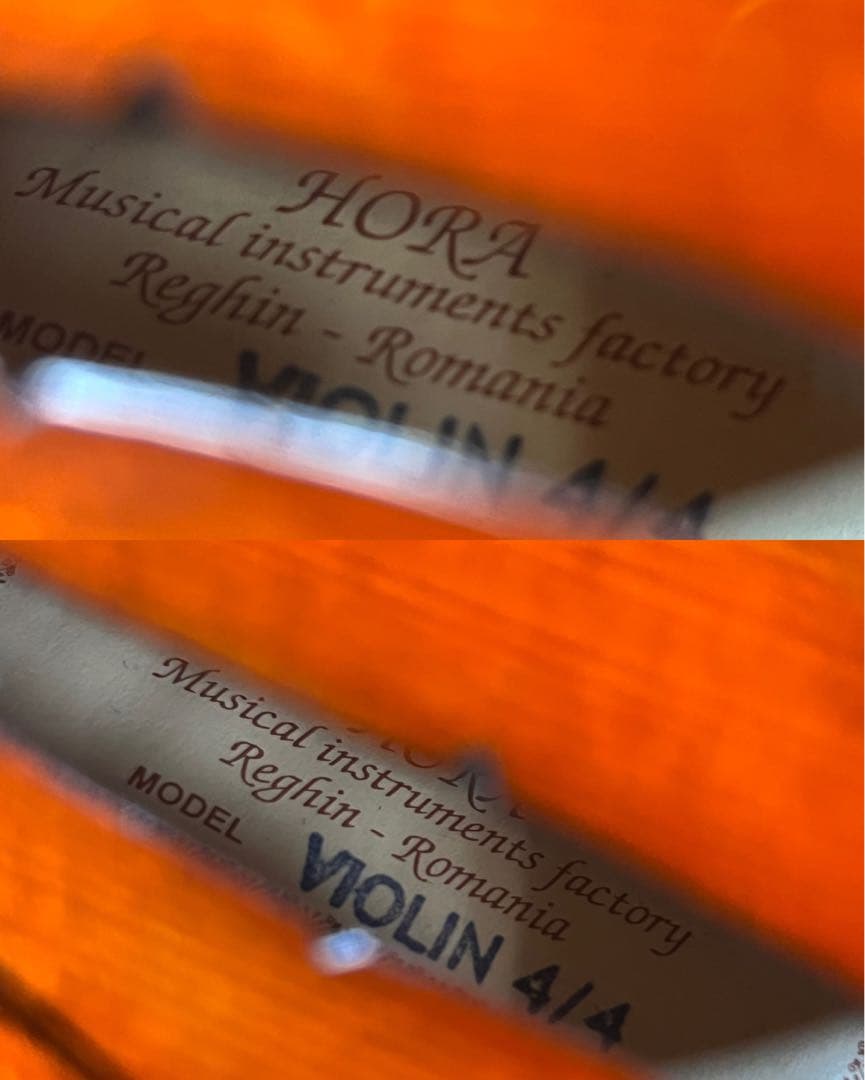 HORA
Musical instruments factory
Reghin - Romania
MODEL VIOLIN 4/4
HORA
Musical instruments factory
Reghin - Romania
MODEL VIOLIN 4/4